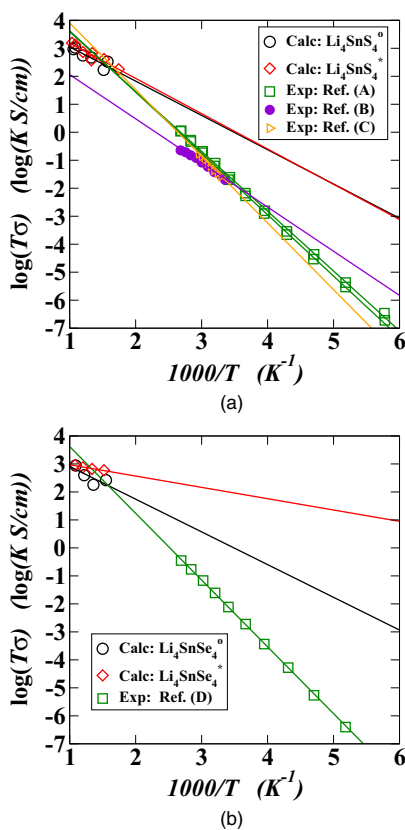 4
3
2
1
0
-1
-2
-3
-4
-5
-6
-7
log(Tσ) (log(K S/cm))
Calc: Li₄SnS₄°
Calc: Li₄SnS₄*
Exp: Ref. (A)
Exp: Ref. (B)
Exp: Ref. (C)
1 2 3 4 5 6
1000/T (K⁻¹)
(a)
4
3
2
1
0
-1
-2
-3
-4
-5
-6
-7
log(Tσ) (log(K S/cm))
Calc: Li₄SnSe₄°
Calc: Li₄SnSe₄*
Exp: Ref. (D)
1 2 3 4 5 6
1000/T (K⁻¹)
(b)